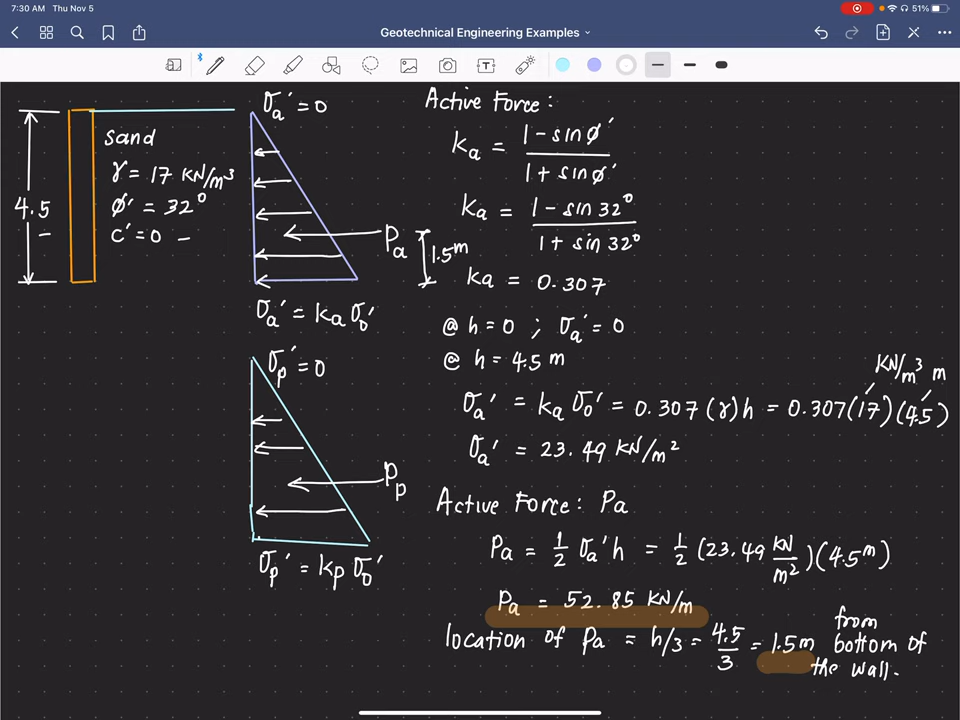 7:30 AM Thu Nov 5
51%
Geotechnical Engineering Examples
4.5
Sand
γ = 17 KN/m³
ϕ' = 32°
c' = 0
σa' = 0
Pa
1.5m
σa' = ka σo'
σp' = 0
Pp
σp' = kp σo'
Active Force:
ka = 1 - sinϕ' / 1 + sinϕ'
ka = 1 - sin 32° / 1 + sin 32°
ka = 0.307
@ h = 0 ; σa' = 0
@ h = 4.5 m
KN/m³ m
σa' = ka σo' = 0.307 (γ) h = 0.307 (17) (4.5)
σa' = 23.49 KN/m²
Active Force: Pa
Pa = 1/2 σa' h = 1/2 (23.49 KN/m²) (4.5m)
Pa = 52.85 KN/m
location of Pa = h/3 = 4.5/3 = 1.5m from bottom of the wall.